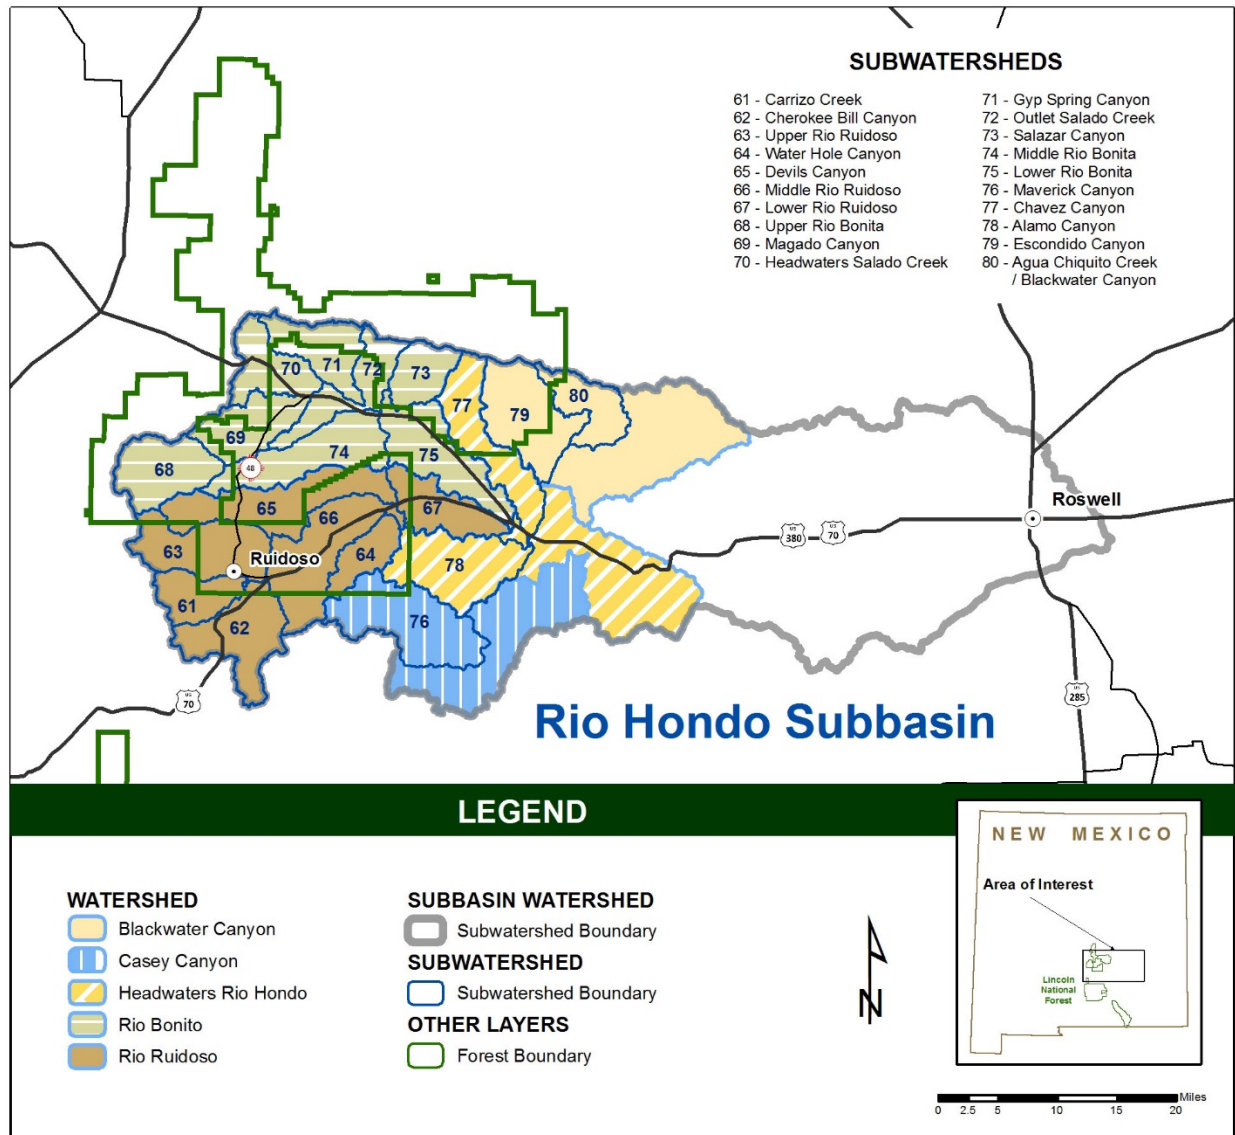 SUBWATERSHEDS
61 - Carrizo Creek
62 - Cherokee Bill Canyon
63 - Upper Rio Ruidoso
64 - Water Hole Canyon
65 - Devils Canyon
66 - Middle Rio Ruidoso
67 - Lower Rio Ruidoso
68 - Upper Rio Bonita
69 - Magado Canyon
70 - Headwaters Salado Creek
71 - Gyp Spring Canyon
72 - Outlet Salado Creek
73 - Salazar Canyon
74 - Middle Rio Bonita
75 - Lower Rio Bonita
76 - Maverick Canyon
77 - Chavez Canyon
78 - Alamo Canyon
79 - Escondido Canyon
80 - Agua Chiquito Creek
/ Blackwater Canyon
70
71
72
73
77
79
80
69
68
48
74
75
65
66
67
63
Ruidoso
64
78
61
62
76
US
70
US
380
US
70
Roswell
US
285
Rio Hondo Subbasin
LEGEND
WATERSHED
Blackwater Canyon
Casey Canyon
Headwaters Rio Hondo
Rio Bonito
Rio Ruidoso
SUBBASIN WATERSHED
Subwatershed Boundary
SUBWATERSHED
Subwatershed Boundary
OTHER LAYERS
Forest Boundary
N
NEW MEXICO
Area of Interest
Lincoln
National
Forest
Miles
0 2.5 5 10 15 20